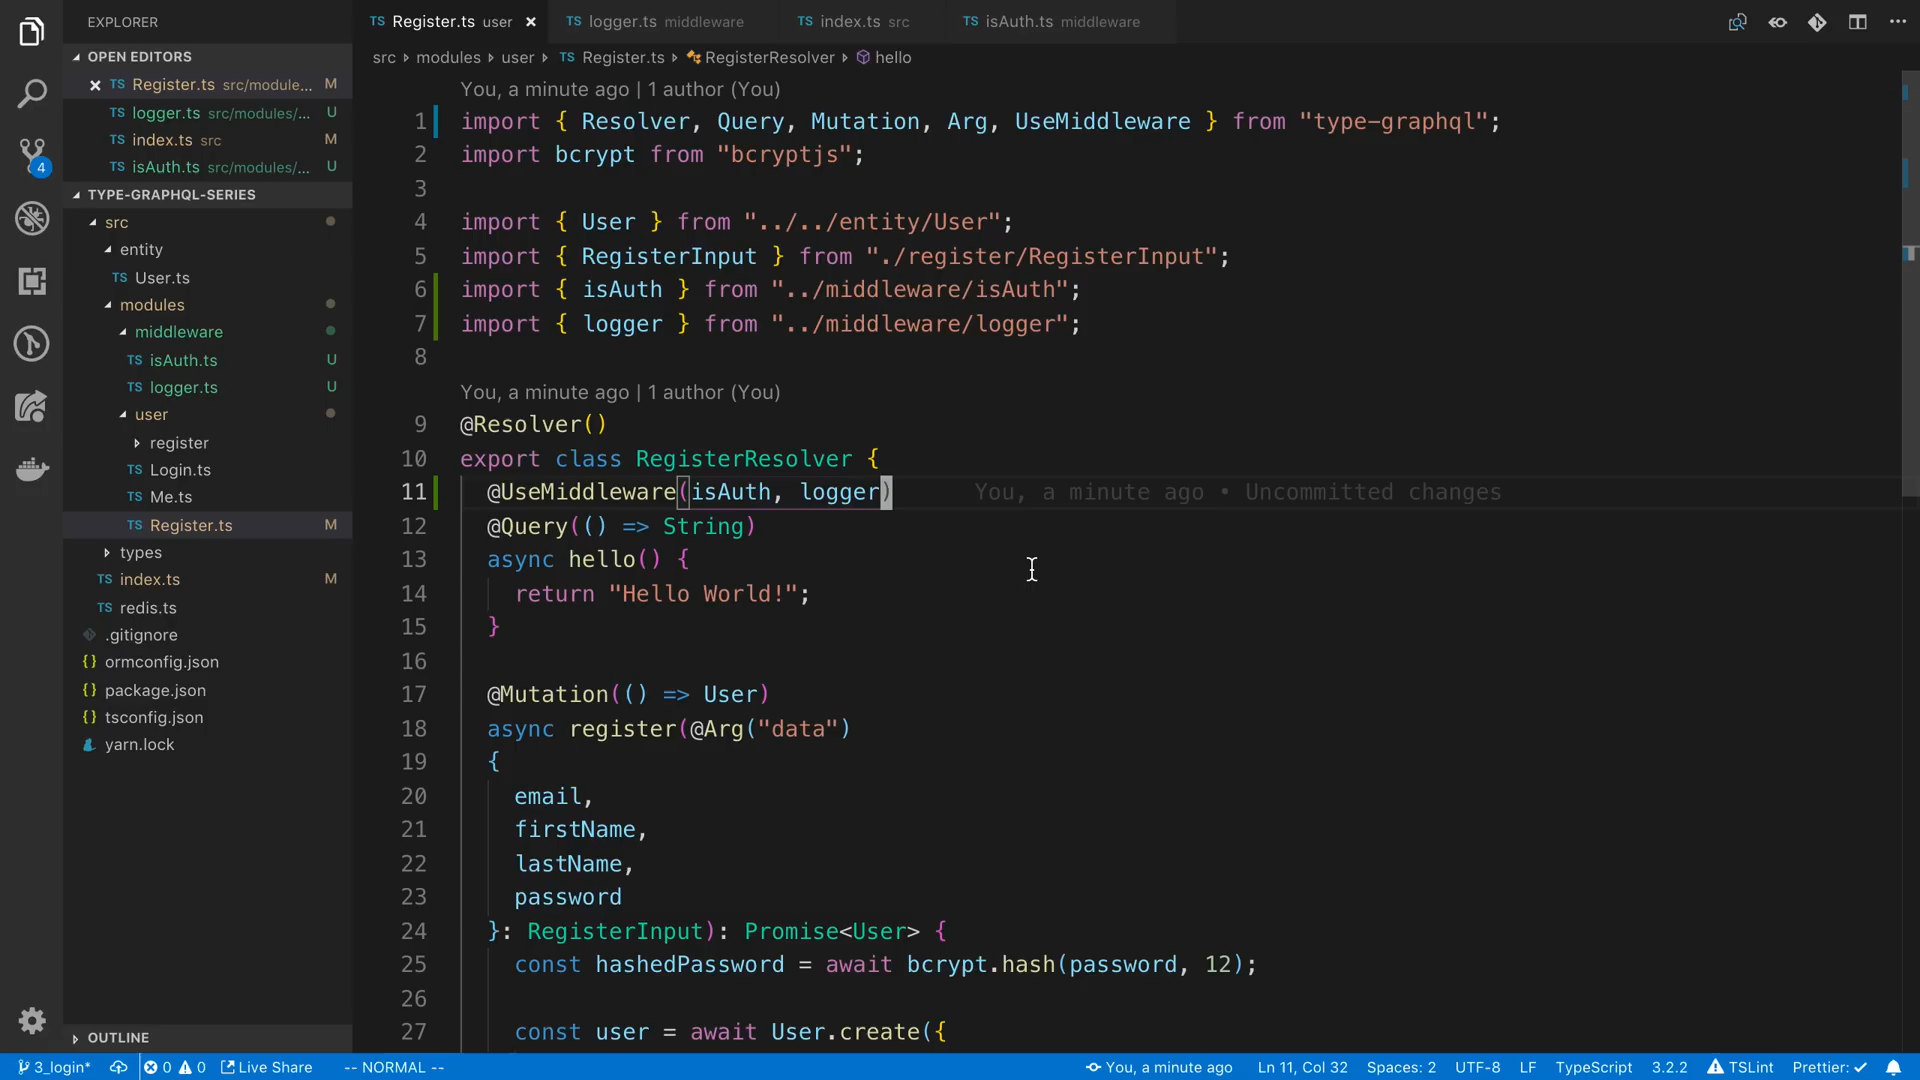 EXPLORER
OPEN EDITORS
TS Register.ts src/module... M
TS logger.ts src/modules/... U
TS index.ts src M
TS isAuth.ts src/modules/... U
TYPE-GRAPHQL-SERIES
src
entity
TS User.ts
modules
middleware
TS isAuth.ts U
TS logger.ts U
user
register
TS Login.ts
TS Me.ts
TS Register.ts M
types
TS index.ts M
TS redis.ts
.gitignore
{} ormconfig.json
{} package.json
{} tsconfig.json
yarn.lock
OUTLINE
4
TS Register.ts user
TS logger.ts middleware
TS index.ts src
TS isAuth.ts middleware
src modules user TS Register.ts RegisterResolver hello
You, a minute ago | 1 author (You)
1 import { Resolver, Query, Mutation, Arg, UseMiddleware } from "type-graphql";
2 import bcrypt from "bcryptjs";
3
4 import { User } from "../../entity/User";
5 import { RegisterInput } from "./register/RegisterInput";
6 import { isAuth } from "../middleware/isAuth";
7 import { logger } from "../middleware/logger";
8
You, a minute ago | 1 author (You)
9 @Resolver()
10 export class RegisterResolver {
11 @UseMiddleware(isAuth, logger) You, a minute ago • Uncommitted changes
12 @Query(() => String)
13 async hello() {
14 return "Hello World!";
15 }
16
17 @Mutation(() => User)
18 async register(@Arg("data")
19 {
20 email,
21 firstName,
22 lastName,
23 password
24 }: RegisterInput): Promise<User> {
25 const hashedPassword = await bcrypt.hash(password, 12);
26
27 const user = await User.create({
3_login* 0 0 Live Share -- NORMAL -- You, a minute ago Ln 11, Col 32 Spaces: 2 UTF-8 LF TypeScript 3.2.2 TSLint Prettier: ✓